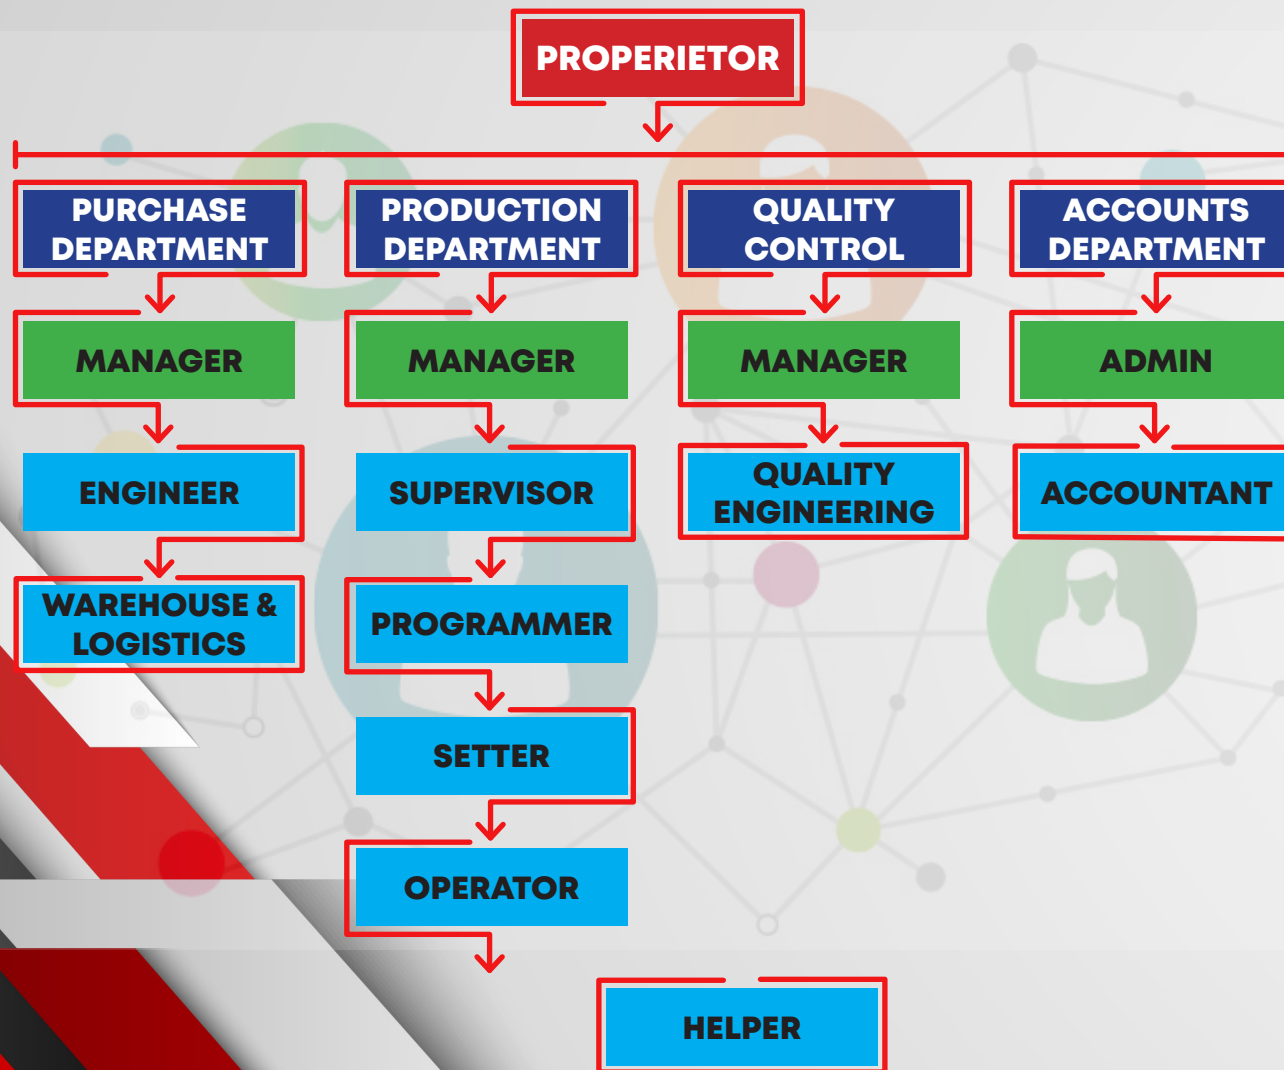 PROPERIETOR
PURCHASE
DEPARTMENT
PRODUCTION
DEPARTMENT
QUALITY
CONTROL
ACCOUNTS
DEPARTMENT
MANAGER
MANAGER
MANAGER
ADMIN
ENGINEER
SUPERVISOR
QUALITY
ENGINEERING
ACCOUNTANT
WAREHOUSE &
LOGISTICS
PROGRAMMER
SETTER
OPERATOR
HELPER